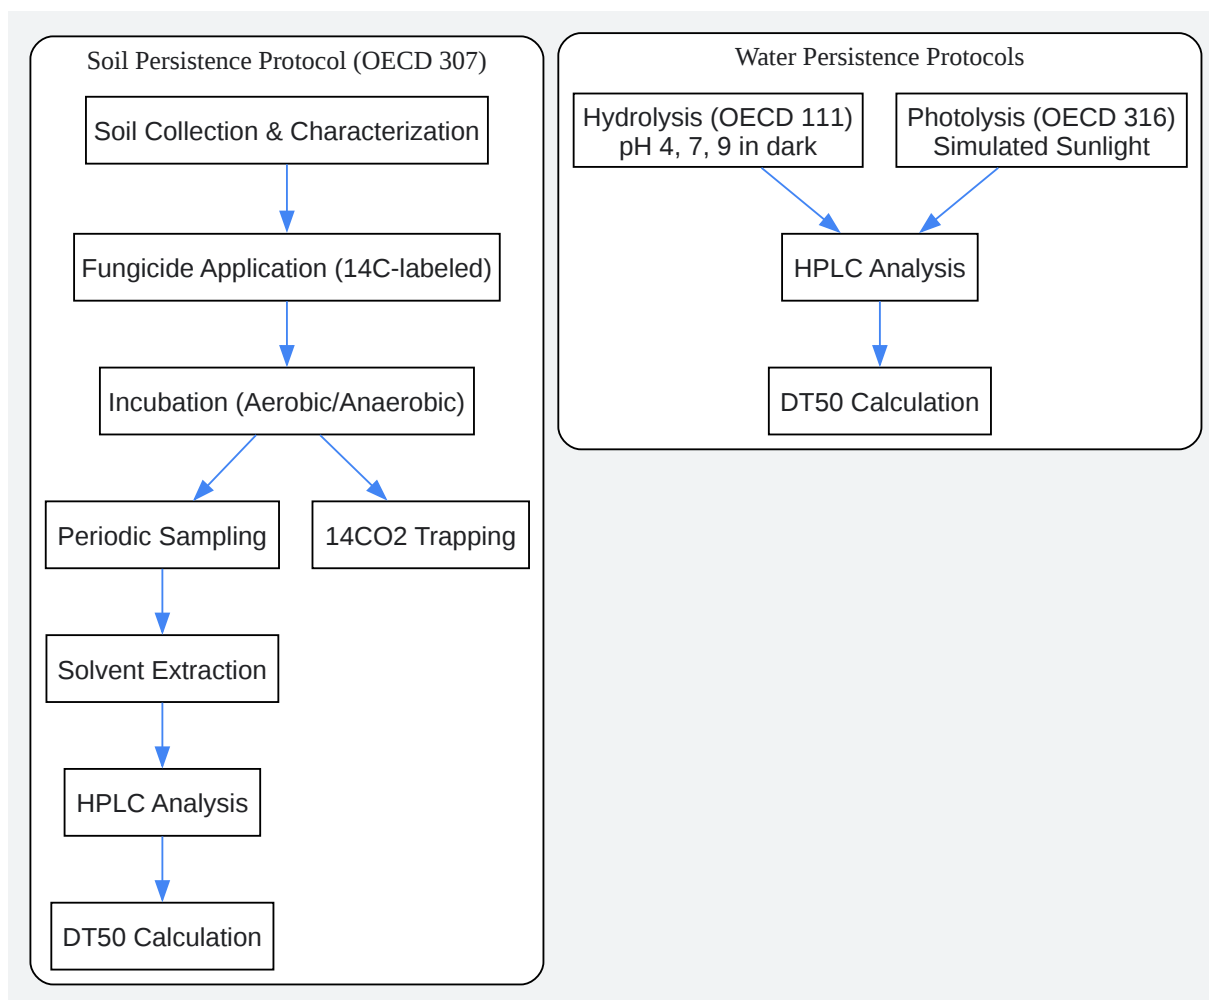 Soil Persistence Protocol (OECD 307)
Soil Collection & Characterization
Fungicide Application (14C-labeled)
Incubation (Aerobic/Anaerobic)
Periodic Sampling
14CO2 Trapping
Solvent Extraction
HPLC Analysis
DT50 Calculation
Water Persistence Protocols
Hydrolysis (OECD 111)
pH 4, 7, 9 in dark
Photolysis (OECD 316)
Simulated Sunlight
HPLC Analysis
DT50 Calculation